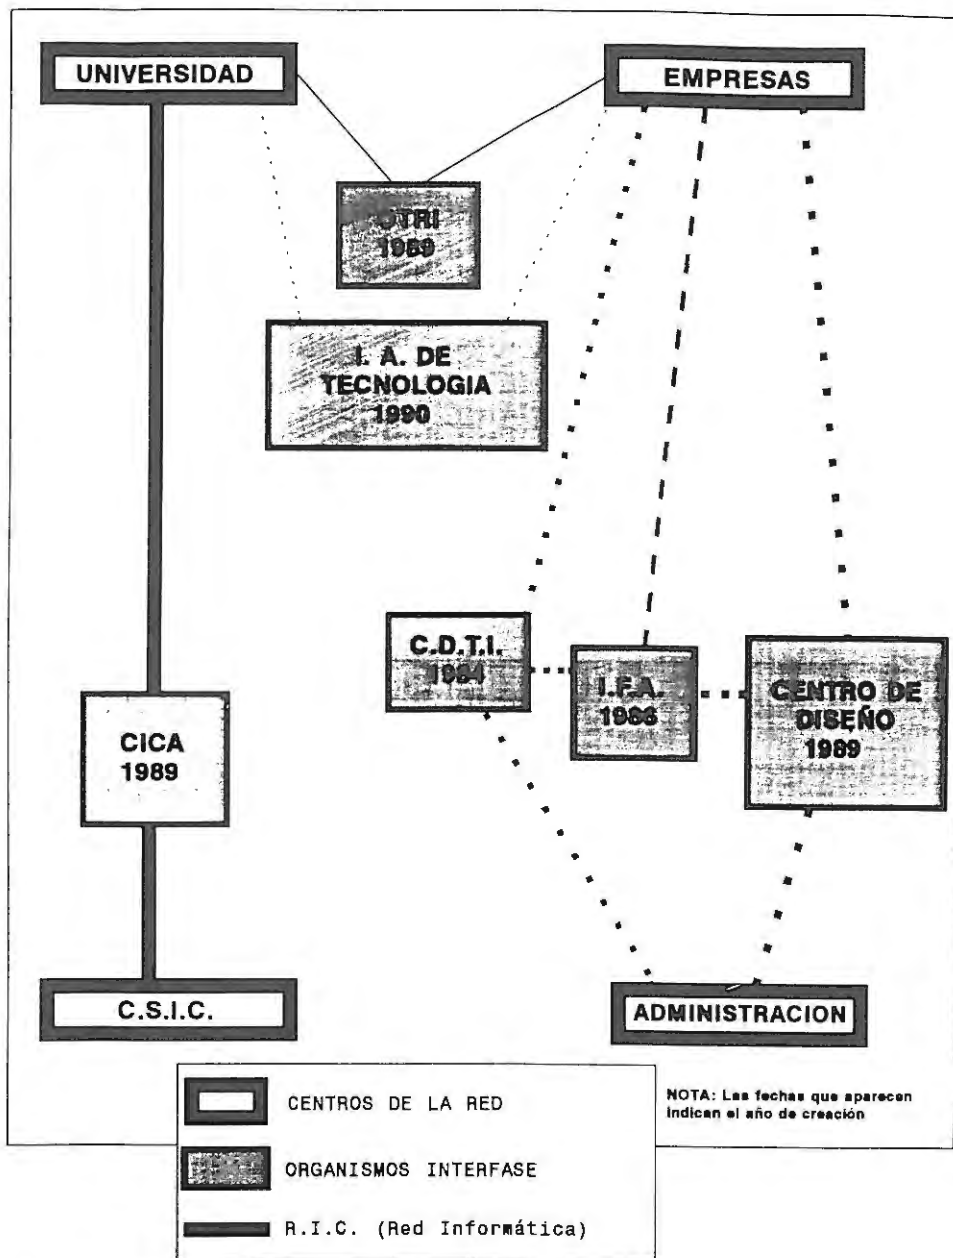 UNIVERSIDAD
EMPRESAS
OTRI
1989
I. A. DE
TECNOLOGIA
1990
C.D.T.I.
1984
I.F.A.
CENTRO DE
DISEÑO
1989
CICA
1989
C.S.I.C.
ADMINISTRACION
CENTROS DE LA RED
ORGANISMOS INTERFASE
R.I.C. (Red Informática)
NOTA: Las fechas que aparecen
indican el año de creación